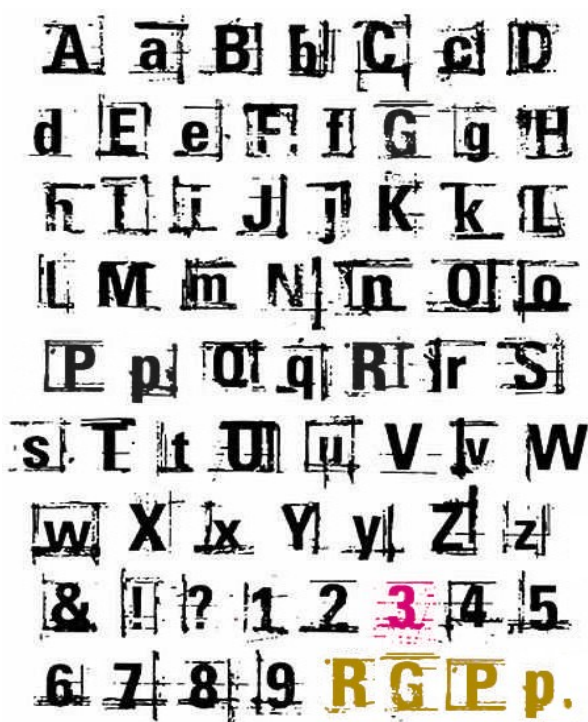 A a B b C c D
d E e F f G g H
h I i J j K k L
l M m N n O o
P p Q q R r S
s T t U u V v W
w X x Y y Z z
& ! ? 1 2 3 4 5
6 7 8 9 R G P p.